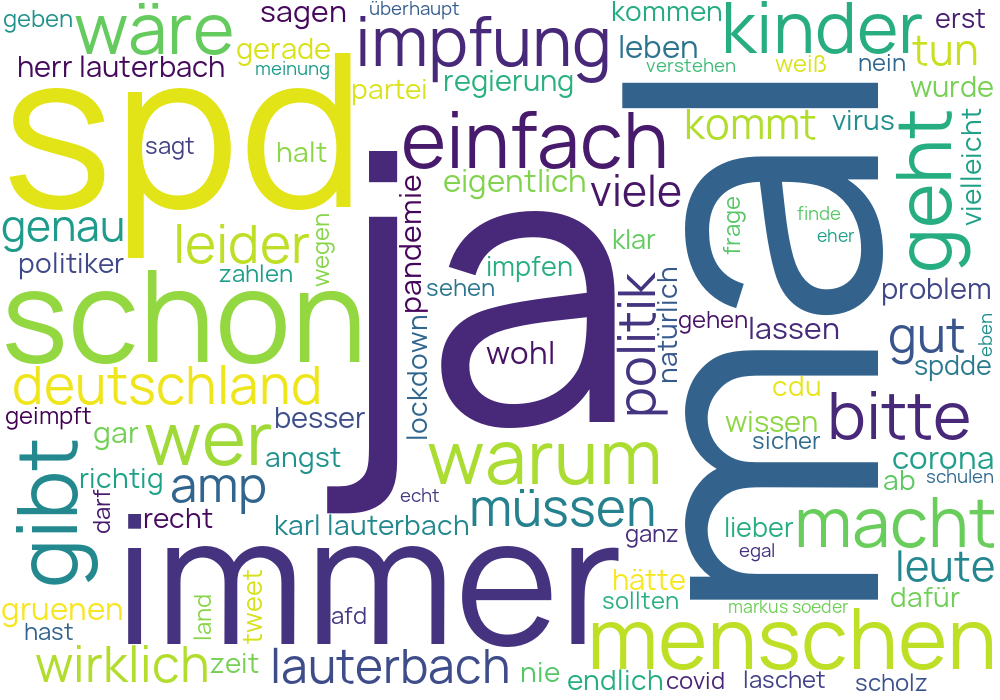 geben
wäre
sagen
überhaupt
impfung
kommen
kinder
erst
herr lauterbach
gerade
meinung
leben
verstehen
weiß
nein
tun
spd
partei
regierung
wurde
sagt
halt
einfach
kommt
virus
geht
vielleicht
ja
mal
eigentlich
viele
pandemie
genau
leider
wegen
klar
frage
finde
eher
politiker
zahlen
impfen
sehen
politik
natürlich
problem
schon
lockdown
wohl
gehen
lassen
gut
eben
spdde
deutschland
cdu
geimpft
besser
wissen
bitte
gar
wer
warum
sicher
gibt
richtig
angst
corona
darf
amp
echt
müssen
ab
schulen
recht
karl lauterbach
ganz
lieber
macht
immer
egal
leute
gruenen
land
tweet
afd
hätte
sollten
dafür
hast
markus soeder
menschen
wirklich
zeit
lauterbach
nie
endlich
covid
laschet
scholz